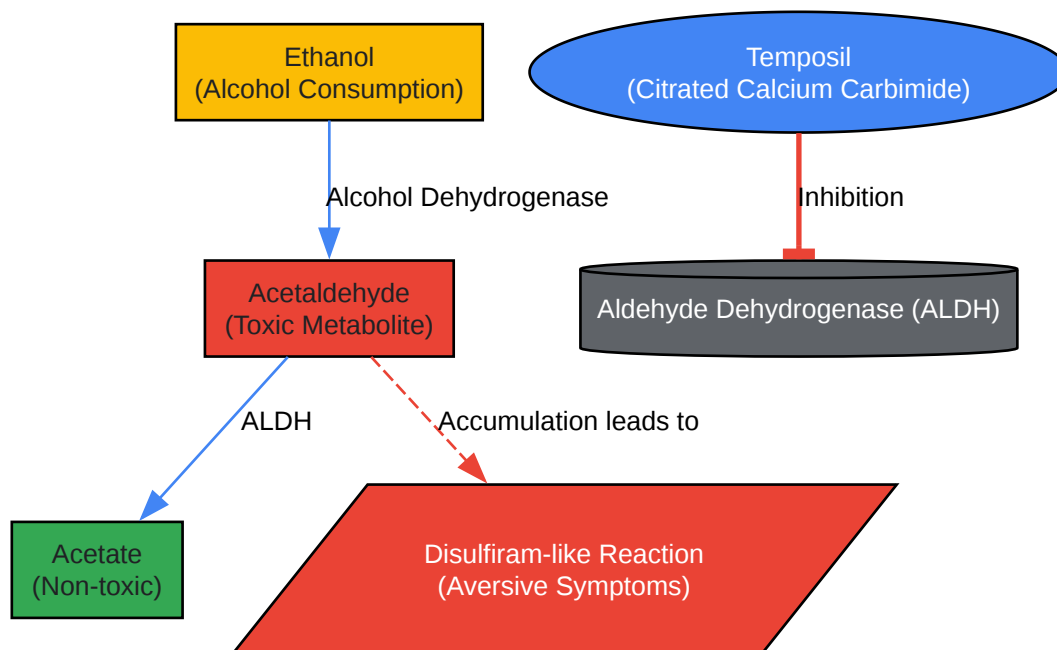 Ethanol
(Alcohol Consumption)
Temposil
(Citrated Calcium Carbimide)
Alcohol Dehydrogenase
Inhibition
Acetaldehyde
(Toxic Metabolite)
Aldehyde Dehydrogenase (ALDH)
ALDH
Accumulation leads to
Acetate
(Non-toxic)
Disulfiram-like Reaction
(Aversive Symptoms)